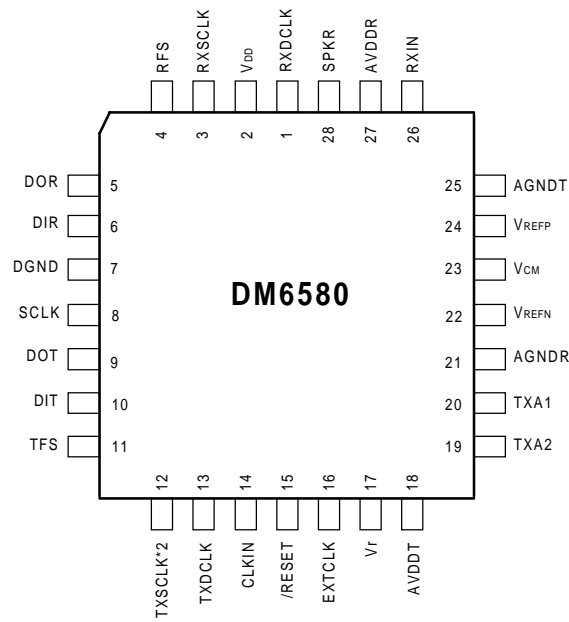 RFS
RXSCLK
VDD
RXDCLK
SPKR
AVDDR
RXIN
4
3
2
1
28
27
26
DOR 5
DIR 6
DGND 7
SCLK 8
DOT 9
DIT 10
TFS 11
DM6580
25 AGNDT
24 VREFP
23 VCM
22 VREFN
21 AGNDR
20 TXA1
19 TXA2
12
13
14
15
16
17
18
TXSCLK*2
TXDCLK
CLKIN
/RESET
EXTCLK
Vr
AVDDT